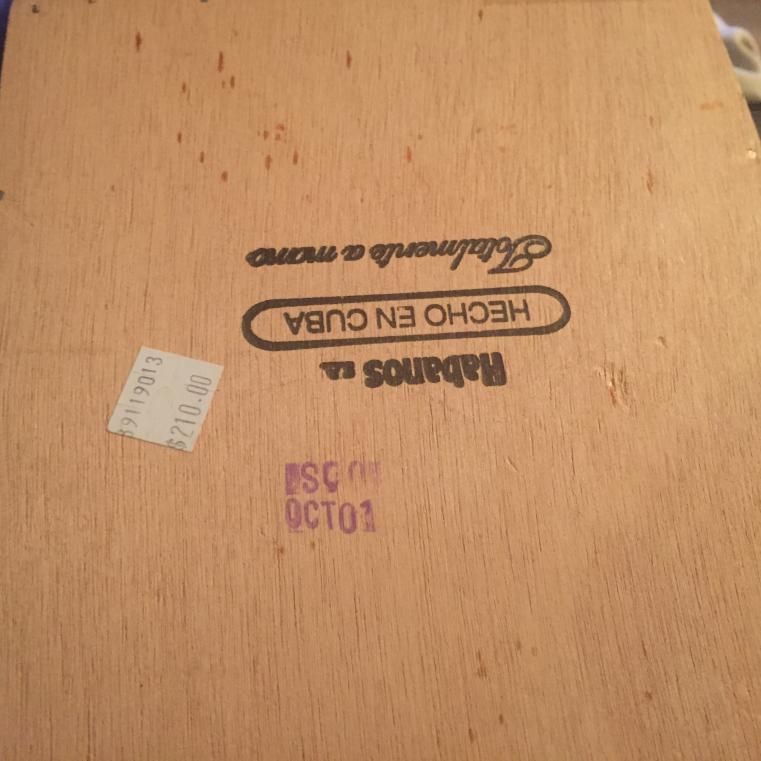 Habanos s.a.
HECHO EN CUBA
Totalmente a mano
OCT01
$210.00